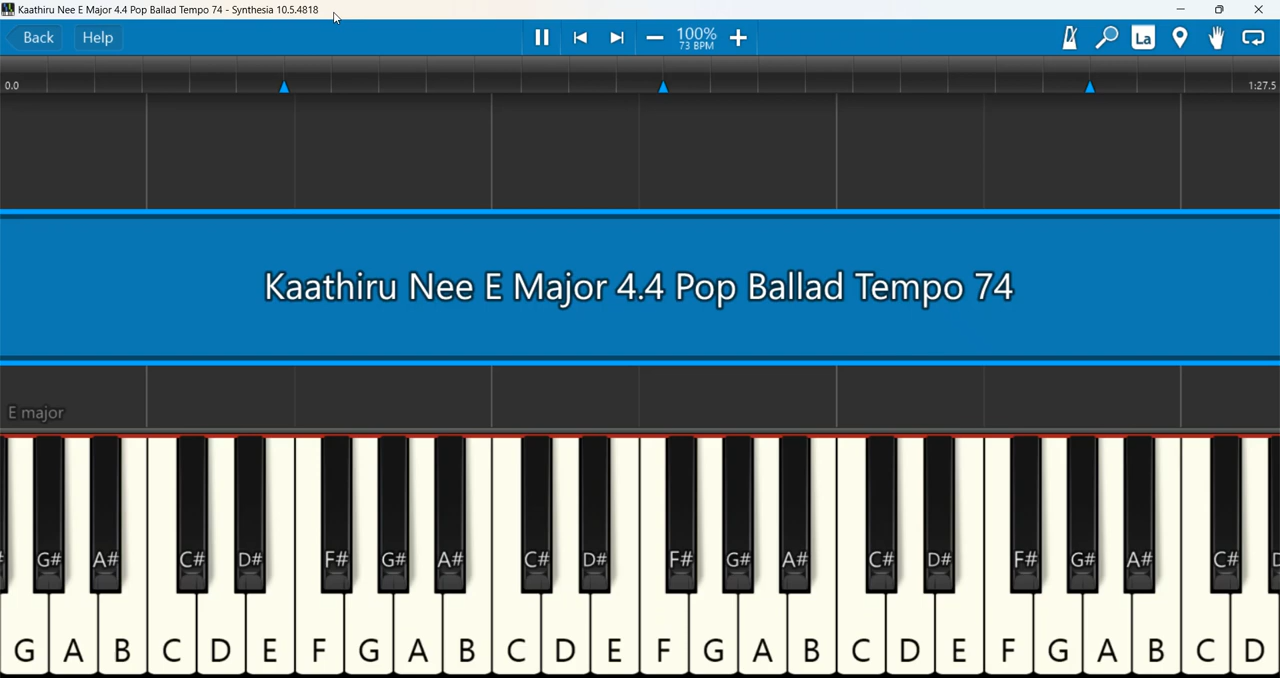 Kaathiru Nee E Major 4.4 Pop Ballad Tempo 74 - Synthesia 10.5.4818
Back Help 100% La
73 BPM
0.0 1:27.5
Kaathiru Nee E Major 4.4 Pop Ballad Tempo 74
E major
G# A# C# D# F# G# A# C# D# F# G# A# C# D# F# G# A# C#
G A B C D E F G A B C D E F G A B C D E F G A B C D